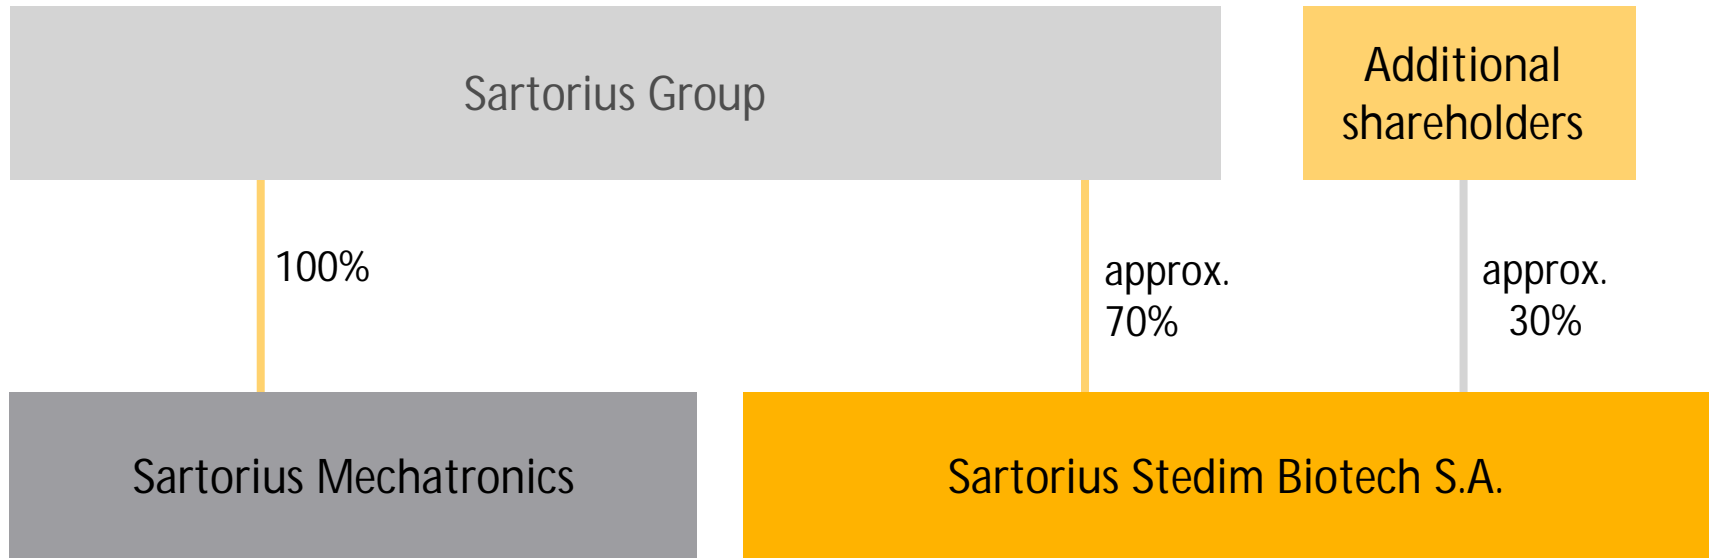 Sartorius Group
Additional
shareholders
100%
approx.
70%
approx.
30%
Sartorius Mechatronics
Sartorius Stedim Biotech S.A.